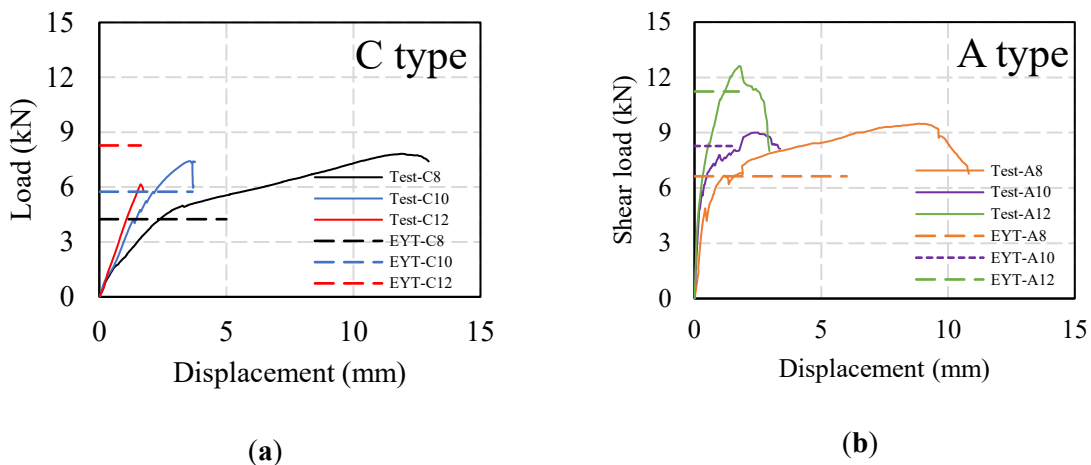 C type
Load (kN)
15
12
9
6
3
0
Test-C8
Test-C10
Test-C12
EYT-C8
EYT-C10
EYT-C12
0
5
10
15
Displacement (mm)
(a)
A type
Shear load (kN)
15
12
9
6
3
0
Test-A8
Test-A10
Test-A12
EYT-A8
EYT-A10
EYT-A12
0
5
10
15
Displacement (mm)
(b)